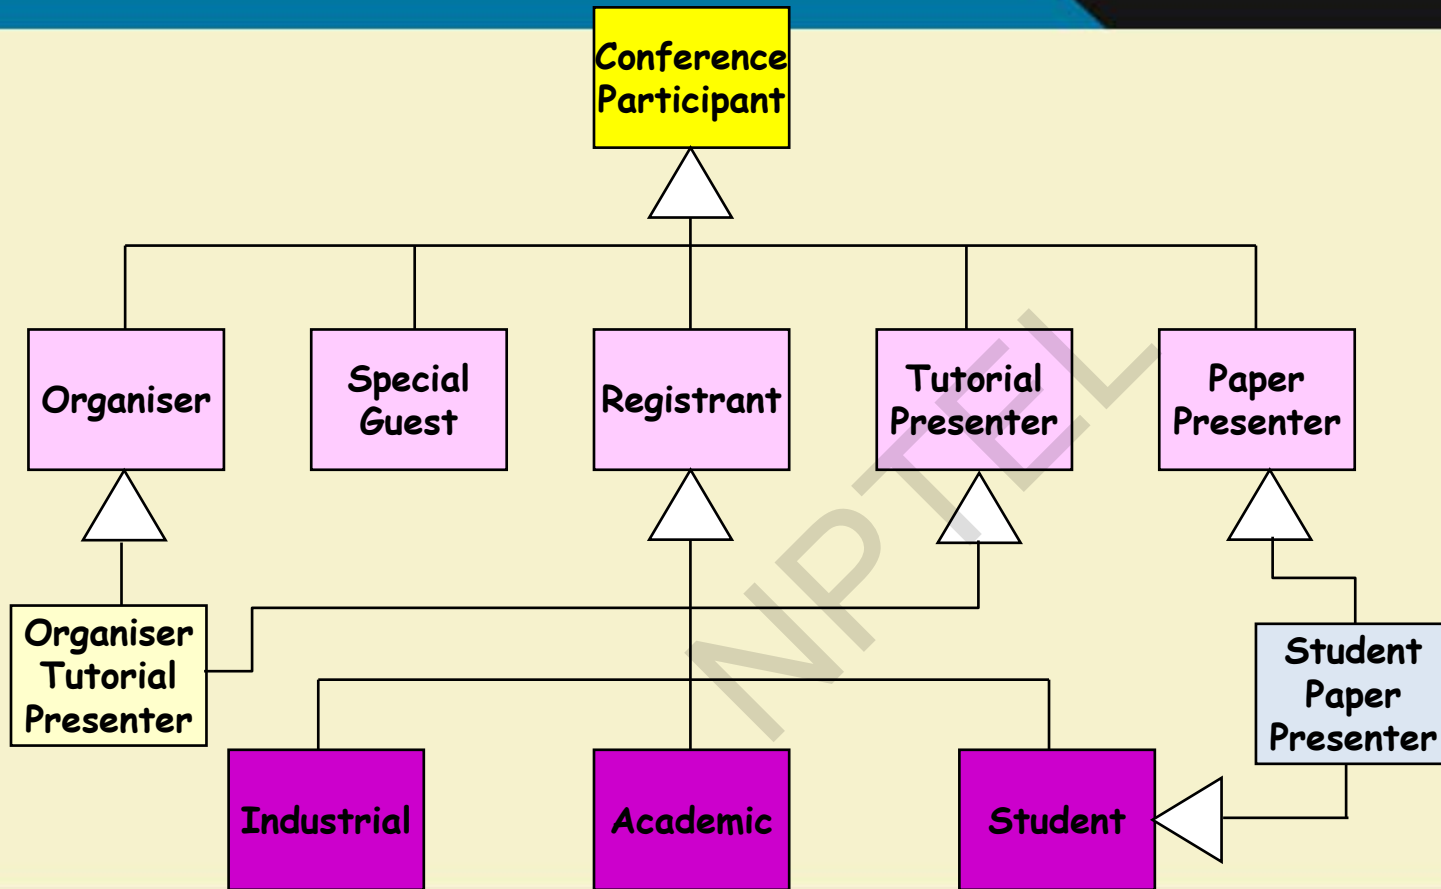 Conference
Participant
Organiser
Special
Guest
Registrant
Tutorial
Presenter
Paper
Presenter
Organiser
Tutorial
Presenter
Student
Paper
Presenter
Industrial
Academic
Student
NPTEL